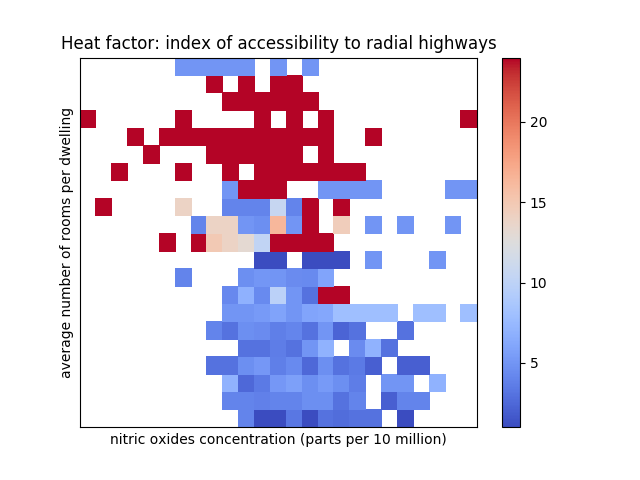 Heat factor: index of accessibility to radial highways
average number of rooms per dwelling
nitric oxides concentration (parts per 10 million)
20
15
10
5